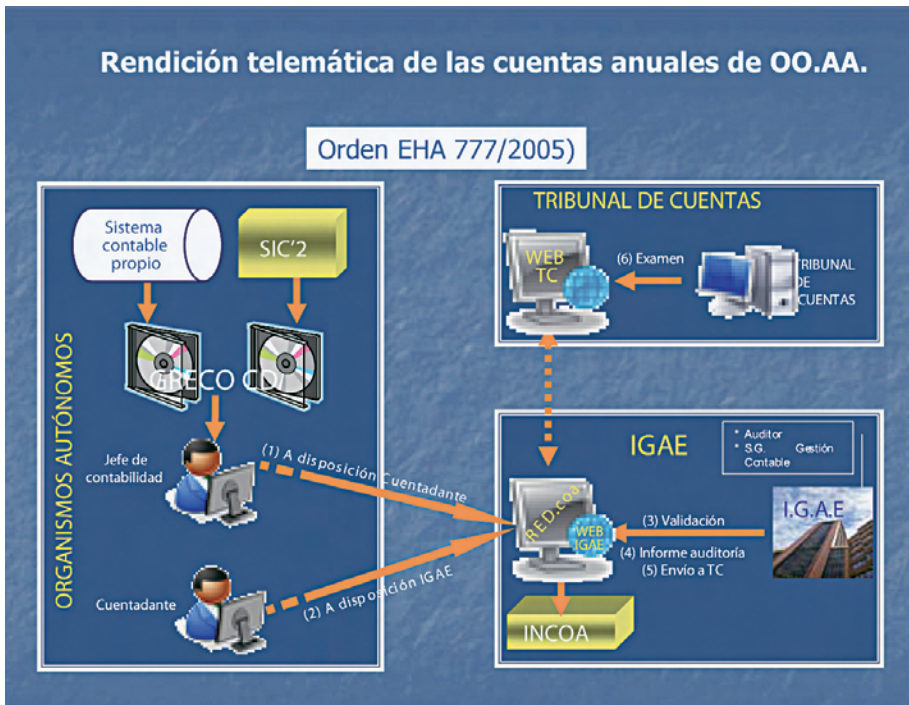 Rendición telemática de las cuentas anuales de OO.AA.
Orden EHA 777/2005)
ORGANISMOS AUTÓNOMOS
Sistema
contable
propio
SIC'2
GRECO CD/
Jefe de
contabilidad
(1) A disposición Cuentadante
Cuentadante
(2) A disposición IGAE
TRIBUNAL DE CUENTAS
WEB
TC
(6) Examen
TRIBUNAL
DE
CUENTAS
IGAE
* Auditor
* S.G. Gestión
Contable
RED.coa
WEB
IGAE
(3) Validación
(4) Informe auditoría
(5) Envío a TC
I.G.A.E
INCOA